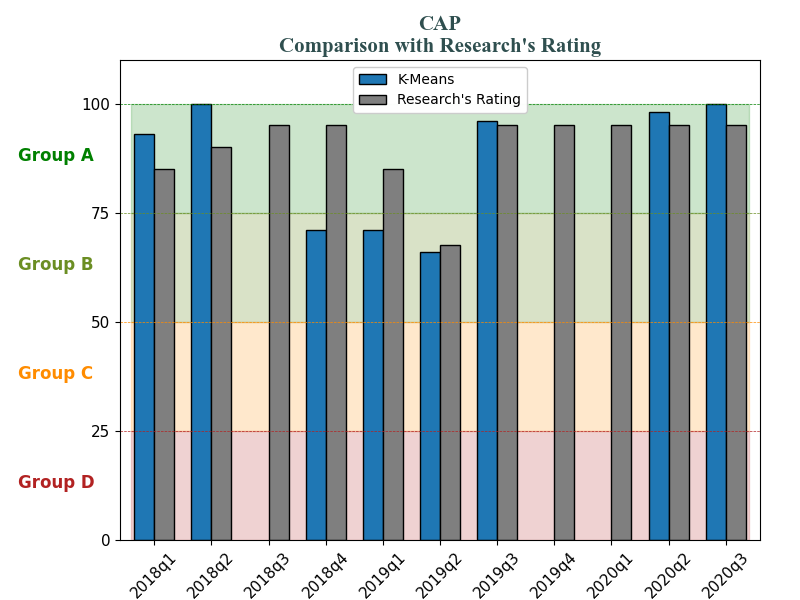 CAP
Comparison with Research's Rating
K-Means
Research's Rating
100
Group A
75
Group B
50
Group C
25
Group D
0
2018q1
2018q2
2018q3
2018q4
2019q1
2019q2
2019q3
2019q4
2020q1
2020q2
2020q3